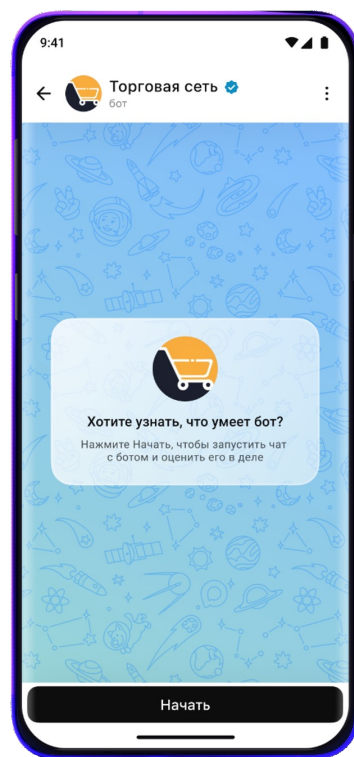 9:41
Торговая сеть
бот
Хотите узнать, что умеет бот?
Нажмите Начать, чтобы запустить чат
с ботом и оценить его в деле
Начать